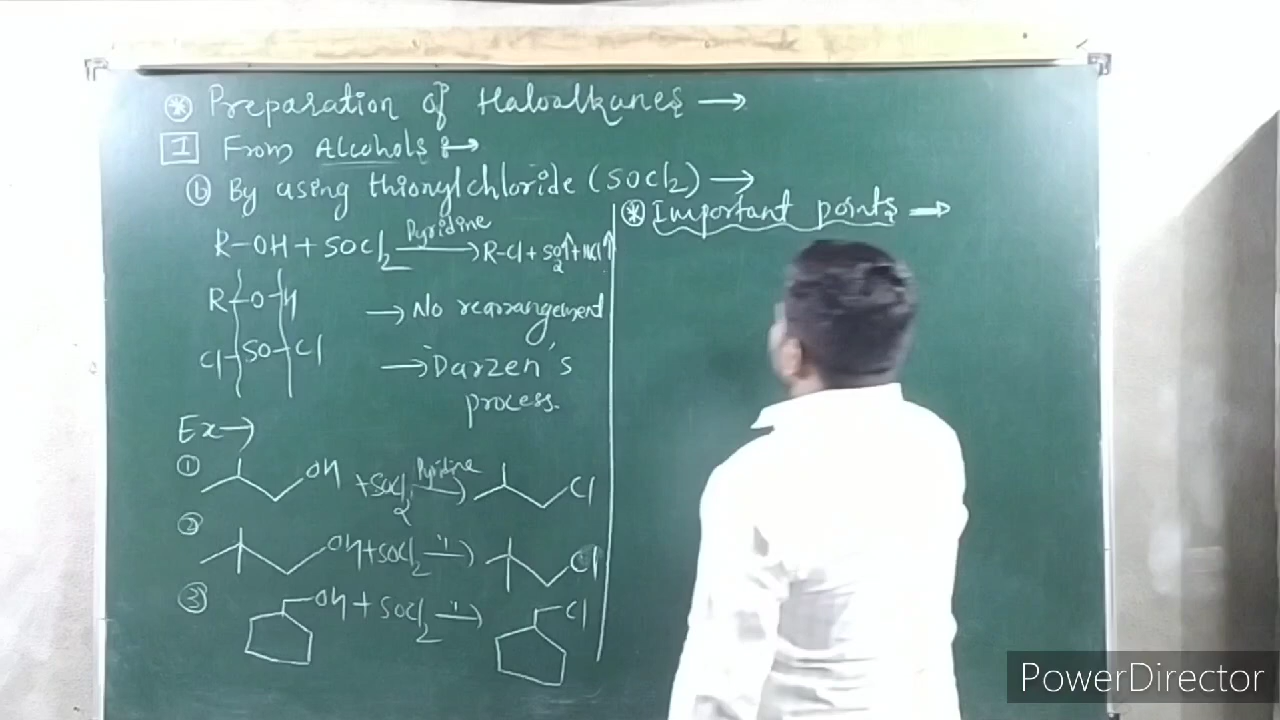 ⊛ Preparation of Haloalkanes →
I From Alcohols :→
ⓑ By using thionylchloride (SOCl2) →
R-OH + SOCl2 Pyridine → R-Cl + SO2↑ + HCl↑
R-O-H
Cl-SO-Cl
→ No rearrangement
→ Darzen's
process.
Ex →
① OH + SOCl2 Pyridine → Cl
② OH + SOCl2 " → Cl
③ OH + SOCl2 " → Cl
⊛ Important points →
PowerDirector